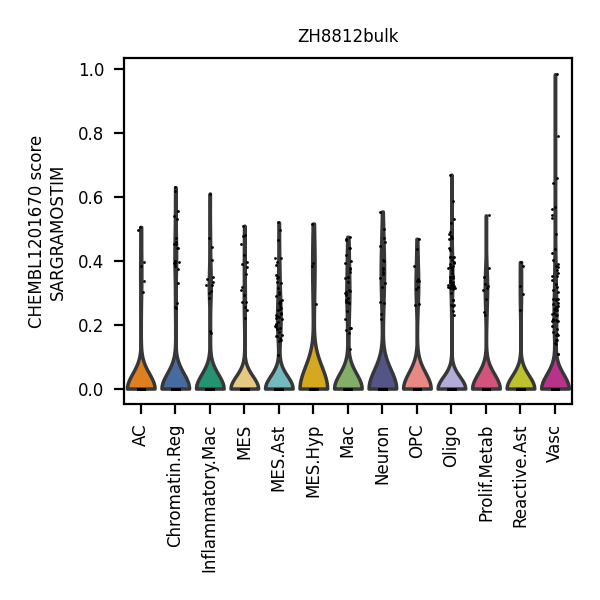 ZH8812bulk
CHEMBL1201670 score
SARGRAMOSTIM
1.0
0.8
0.6
0.4
0.2
0.0
AC
Chromatin.Reg
Inflammatory.Mac
MES
MES.Ast
MES.Hyp
Mac
Neuron
OPC
Oligo
Prolif.Metab
Reactive.Ast
Vasc